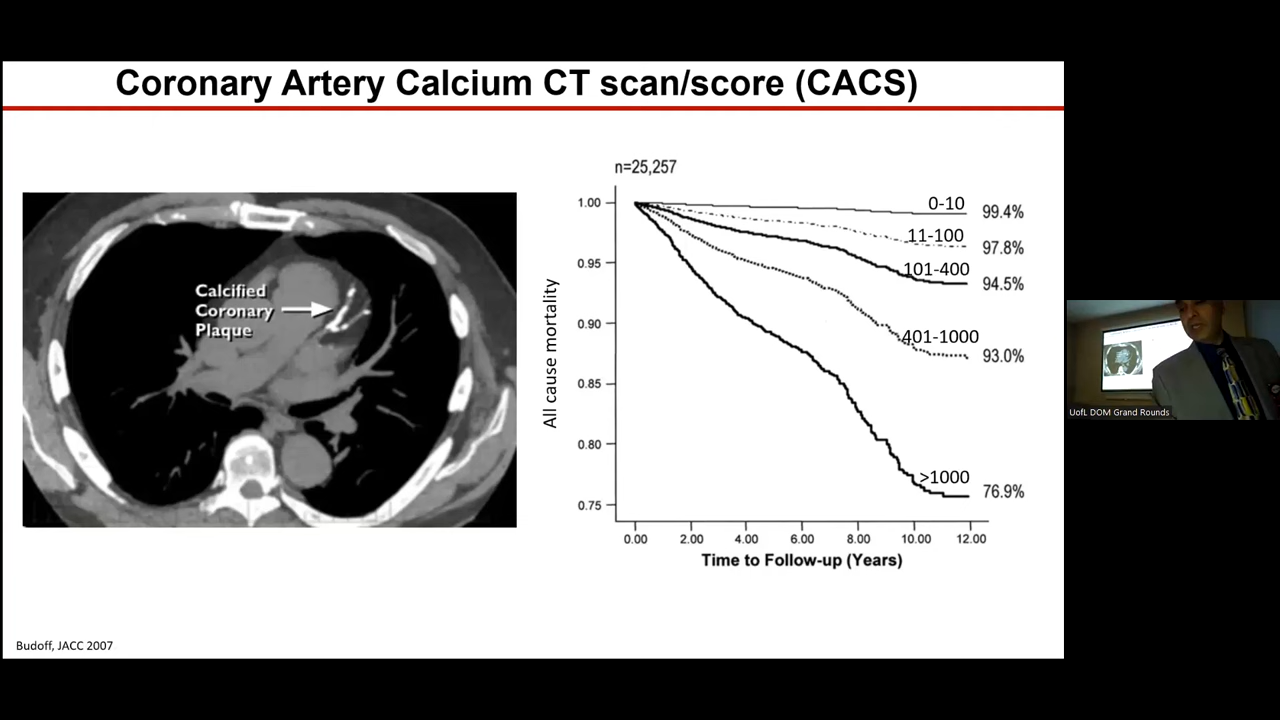 Coronary Artery Calcium CT scan/score (CACS)
Calcified
Coronary
Plaque
n=25,257
All cause mortality
1.00
0.95
0.90
0.85
0.80
0.75
0-10
99.4%
11-100
97.8%
101-400
94.5%
401-1000
93.0%
>1000
76.9%
0.00 2.00 4.00 6.00 8.00 10.00 12.00
Time to Follow-up (Years)
Budoff, JACC 2007
UofL DOM Grand Rounds